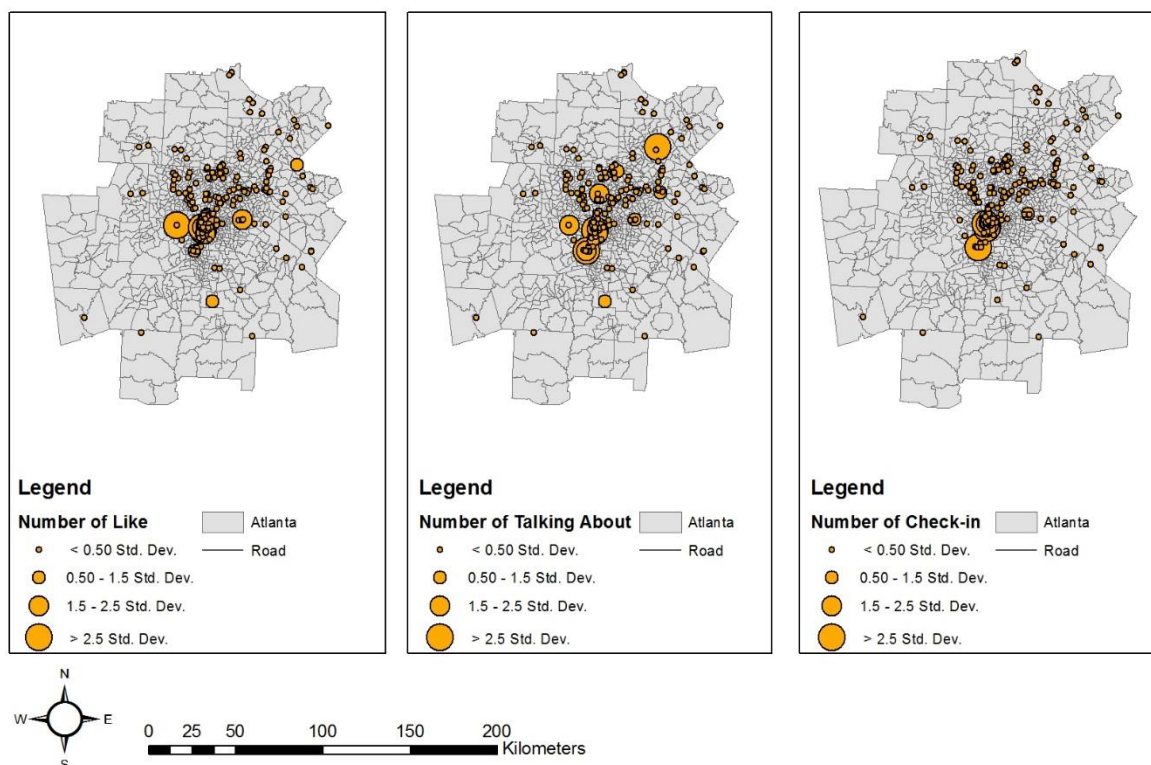 Legend
Number of Like
Atlanta
< 0.50 Std. Dev.
Road
0.50 - 1.5 Std. Dev.
1.5 - 2.5 Std. Dev.
> 2.5 Std. Dev.
Legend
Number of Talking About
Atlanta
< 0.50 Std. Dev.
Road
0.50 - 1.5 Std. Dev.
1.5 - 2.5 Std. Dev.
> 2.5 Std. Dev.
Legend
Number of Check-in
Atlanta
< 0.50 Std. Dev.
Road
0.50 - 1.5 Std. Dev.
1.5 - 2.5 Std. Dev.
> 2.5 Std. Dev.
N
W E
S
0 25 50 100 150 200
Kilometers